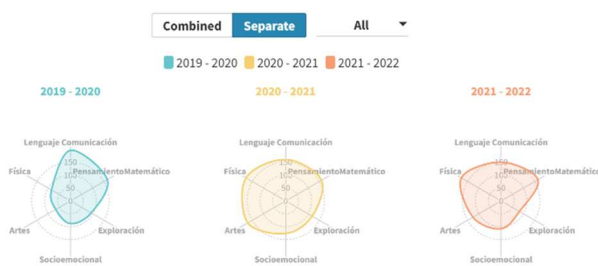 Combined Separate All
2019 - 2020 2020 - 2021 2021 - 2022
2019 - 2020
Lenguaje Comunicación
150
100
50
0
Física
PensamientoMatemático
Artes
Exploración
Socioemocional
2020 - 2021
Lenguaje Comunicación
150
100
50
0
Física
PensamientoMatemático
Artes
Exploración
Socioemocional
2021 - 2022
Lenguaje Comunicación
150
100
50
0
Física
PensamientoMatemático
Artes
Exploración
Socioemocional